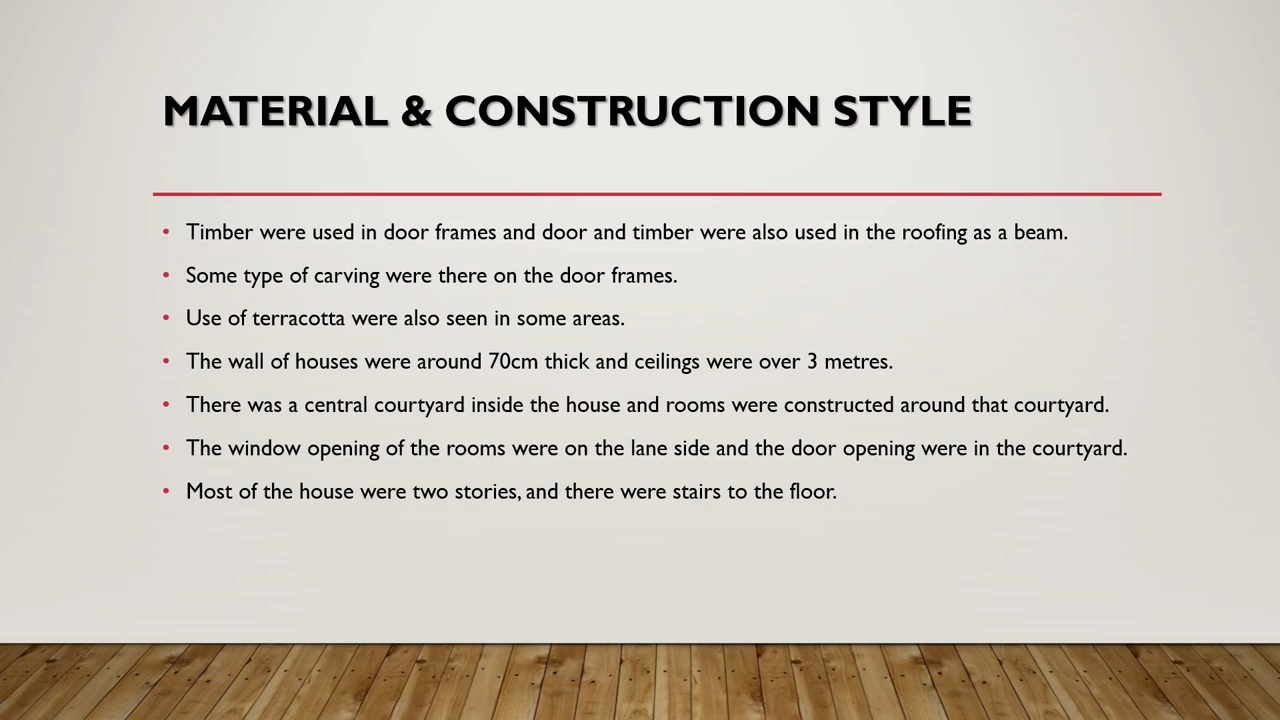 MATERIAL & CONSTRUCTION STYLE
• Timber were used in door frames and door and timber were also used in the roofing as a beam.
• Some type of carving were there on the door frames.
• Use of terracotta were also seen in some areas.
• The wall of houses were around 70cm thick and ceilings were over 3 metres.
• There was a central courtyard inside the house and rooms were constructed around that courtyard.
• The window opening of the rooms were on the lane side and the door opening were in the courtyard.
• Most of the house were two stories, and there were stairs to the floor.